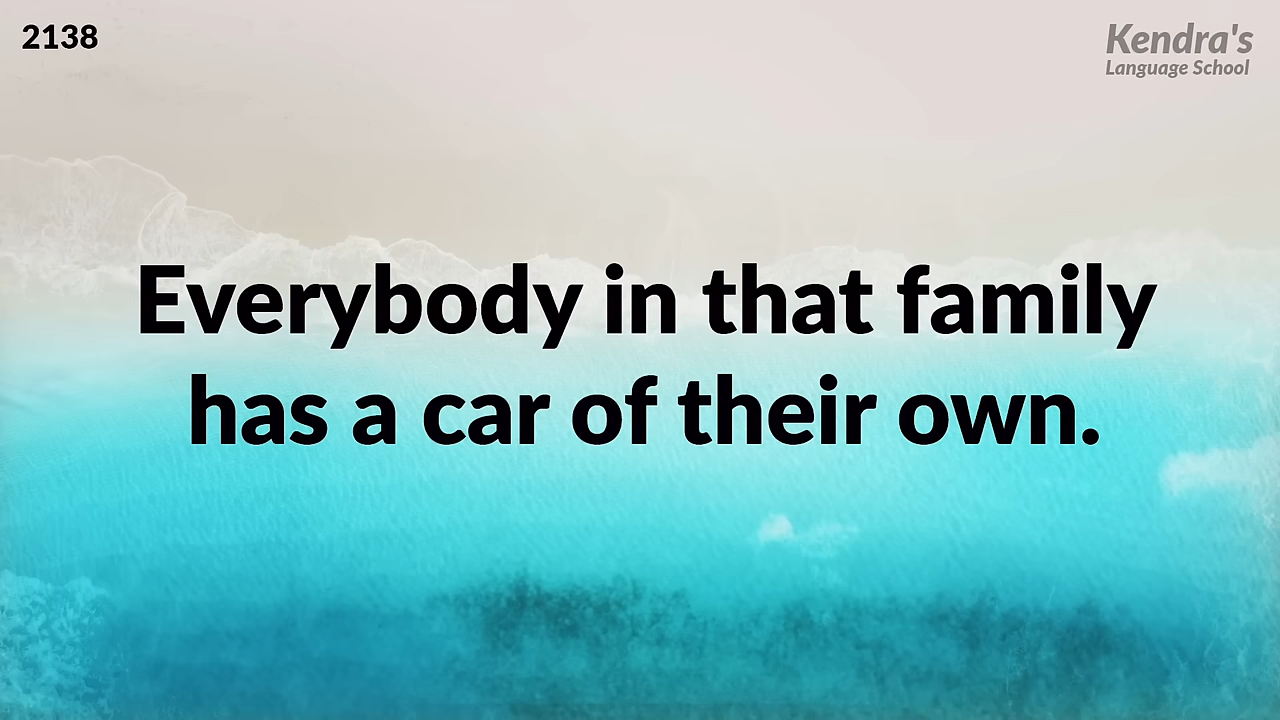 2138
Kendra's
Language School
Everybody in that family
has a car of their own.